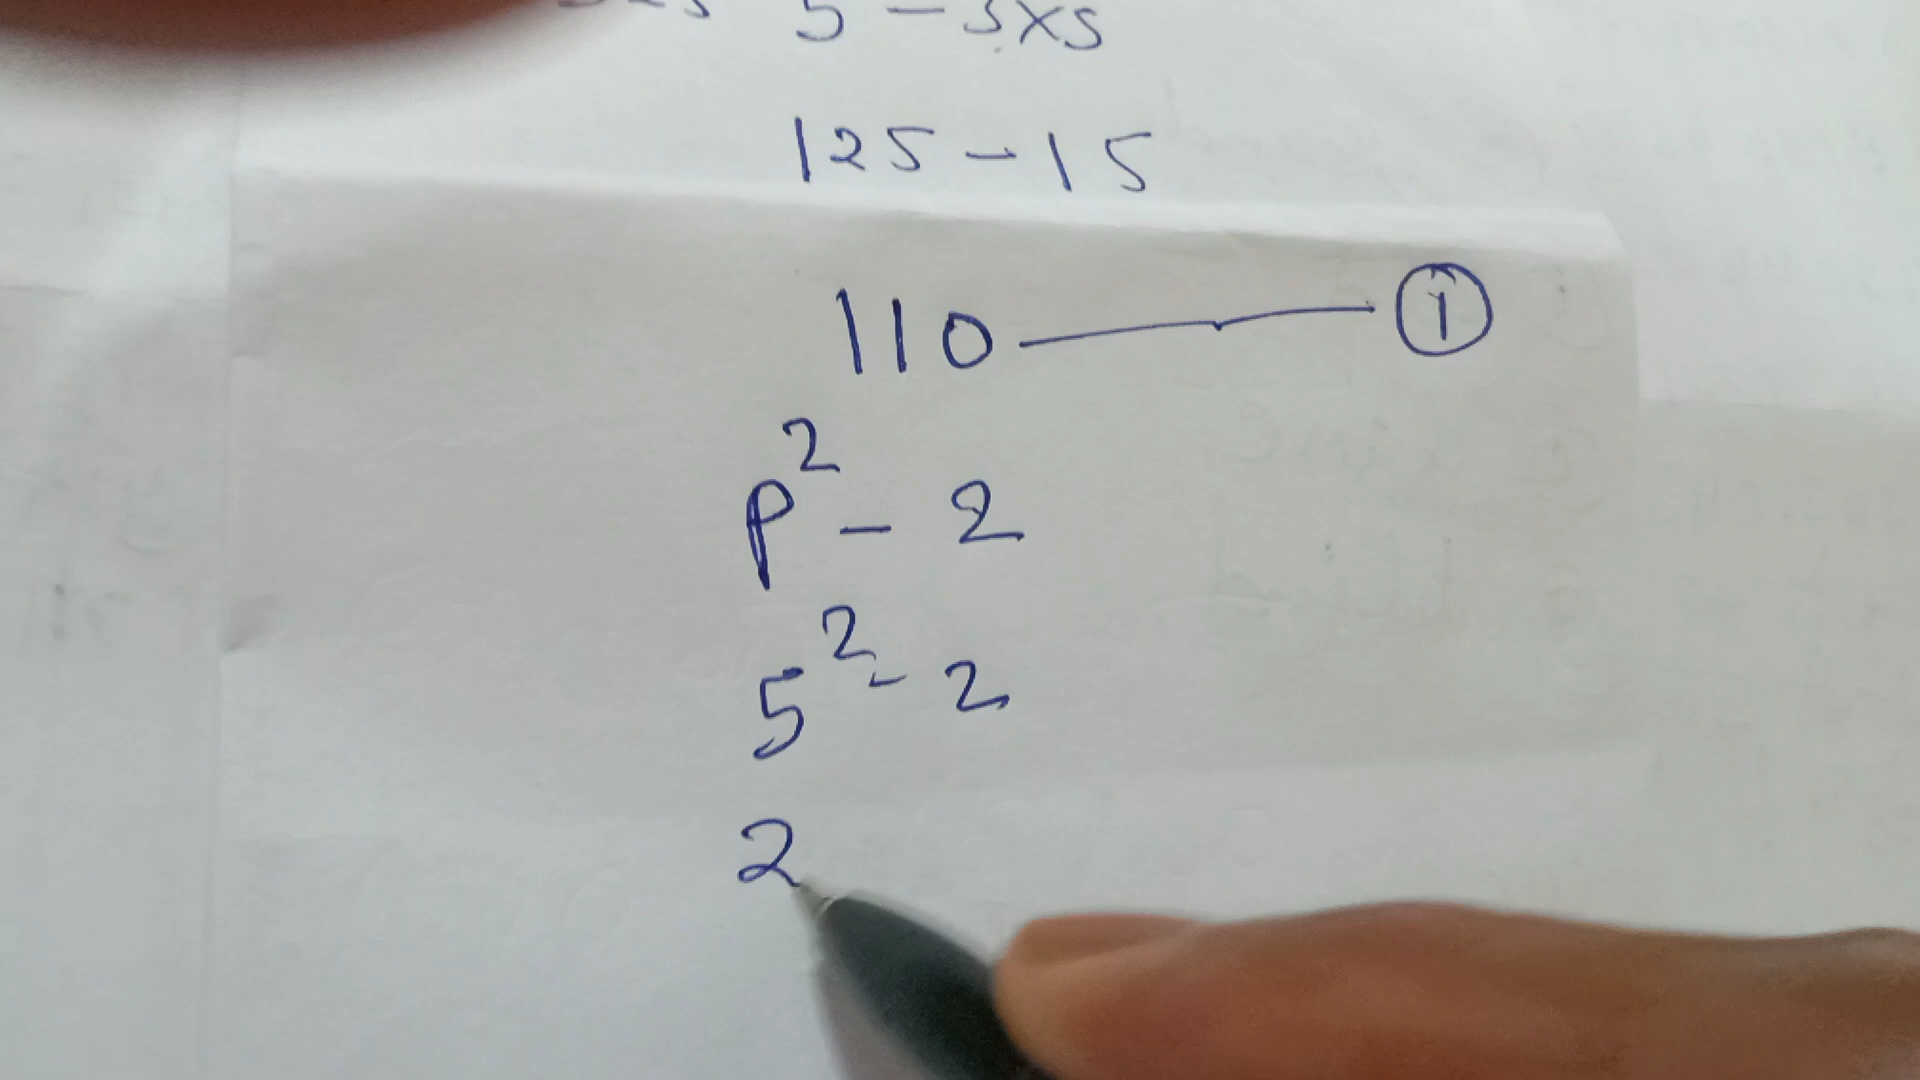 5 - 3x5
125-15
110 ① 
p² - 2
5² - 2
2